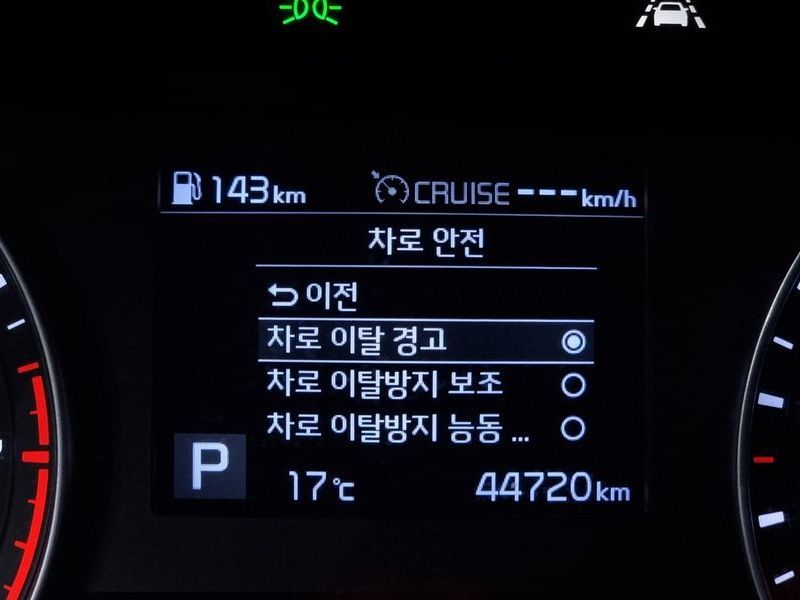 143km CRUISE ---km/h
차로 안전
이전
차로 이탈 경고
차로 이탈방지 보조
차로 이탈방지 능동 ...
P 17℃ 44720km